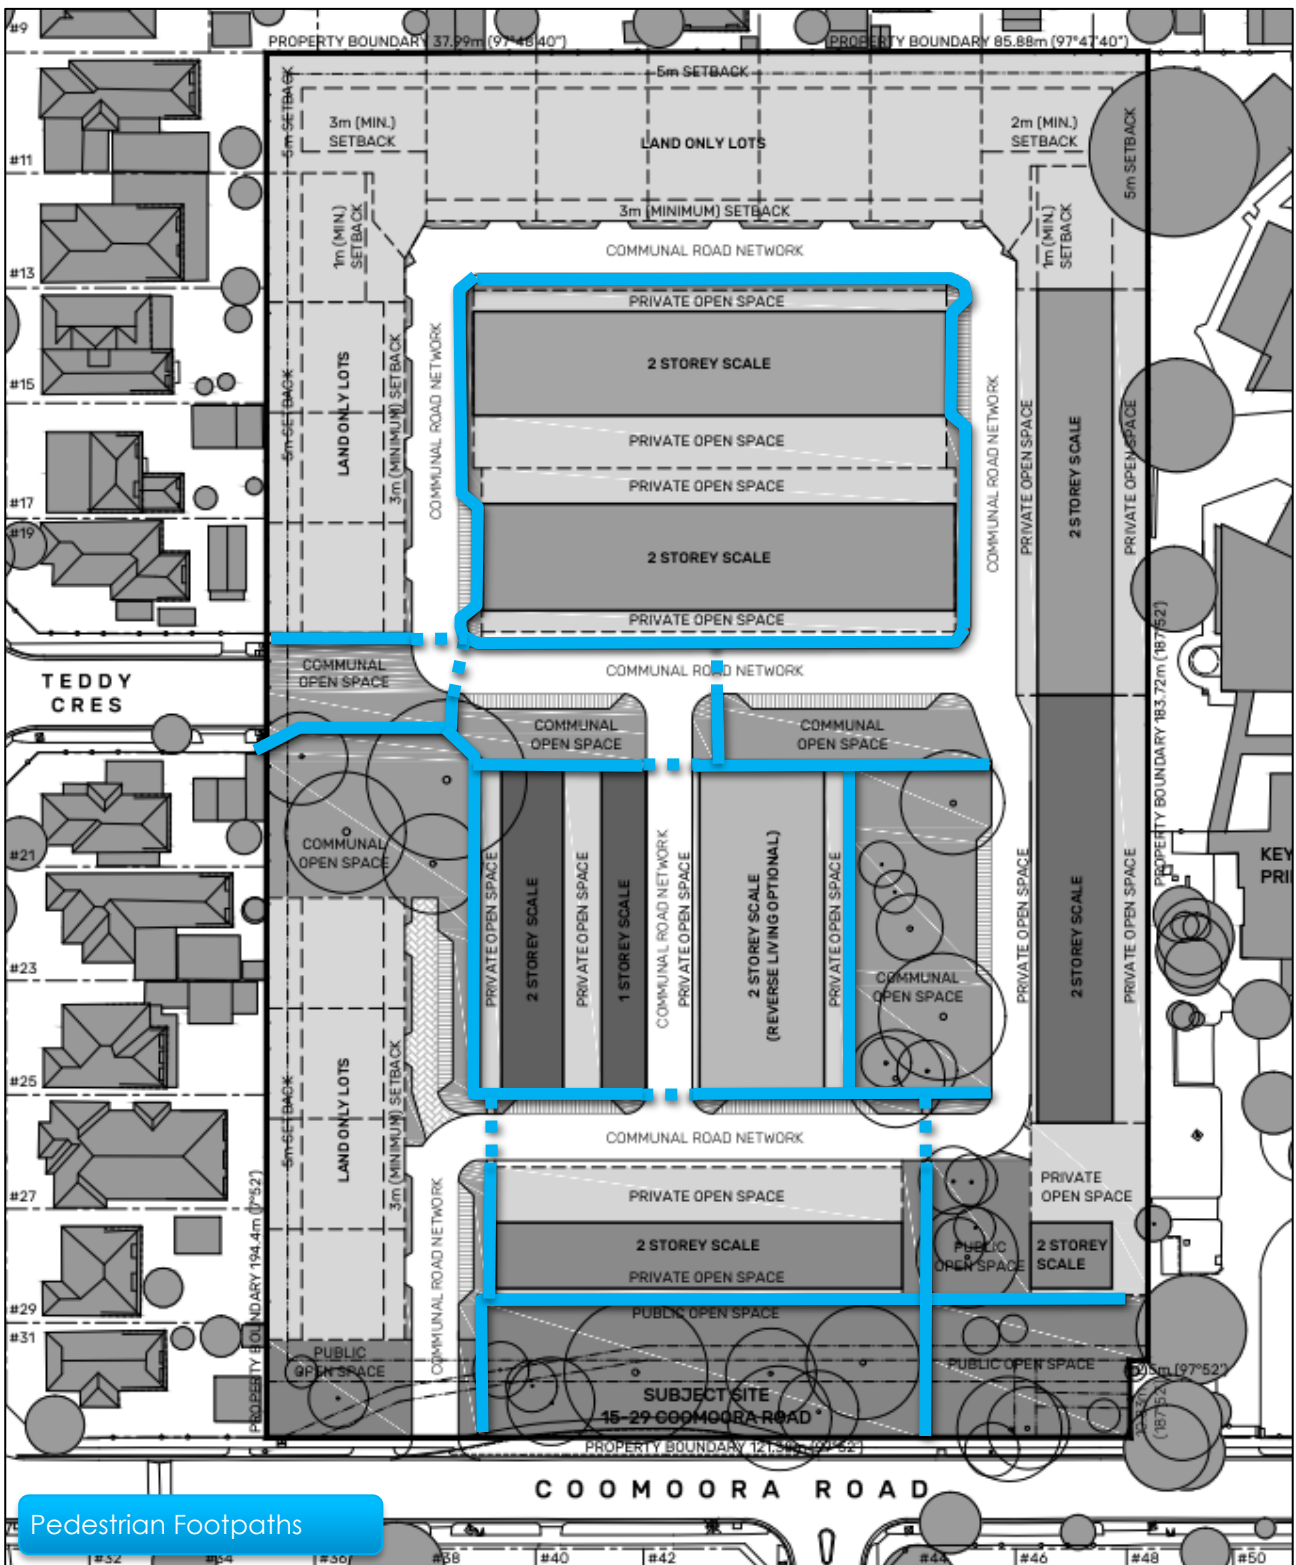 #9
PROPERTY BOUNDARY 37.99m (97°48'40")
PROPERTY BOUNDARY 85.88m (97°47'40")
5m SETBACK
5m SETBACK
3m (MIN.)
SETBACK
LAND ONLY LOTS
2m (MIN.)
SETBACK
5m SETBACK
#11
1m (MIN.)
SETBACK
3m (MINIMUM) SETBACK
1m (MIN.)
SETBACK
COMMUNAL ROAD NETWORK
#13
PRIVATE OPEN SPACE
2 STOREY SCALE
#15
LAND ONLY LOTS
5m SETBACK
3m (MINIMUM) SETBACK
COMMUNAL ROAD NETWORK
PRIVATE OPEN SPACE
PRIVATE OPEN SPACE
COMMUNAL ROAD NETWORK
PRIVATE OPEN SPACE
2 STOREY SCALE
PRIVATE OPEN SPACE
#17
#19
2 STOREY SCALE
PRIVATE OPEN SPACE
PROPERTY BOUNDARY 183.72m (187°52')
TEDDY
CRES
COMMUNAL
OPEN SPACE
COMMUNAL ROAD NETWORK
COMMUNAL
OPEN SPACE
COMMUNAL
OPEN SPACE
#21
COMMUNAL
OPEN SPACE
KEY
PRI
PRIVATE OPEN SPACE
2 STOREY SCALE
PRIVATE OPEN SPACE
1 STOREY SCALE
COMMUNAL ROAD NETWORK
PRIVATE OPEN SPACE
2 STOREY SCALE
(REVERSE LIVING OPTIONAL)
PRIVATE OPEN SPACE
COMMUNAL
OPEN SPACE
PRIVATE OPEN SPACE
2 STOREY SCALE
PRIVATE OPEN SPACE
#23
#25
5m SETBACK
LAND ONLY LOTS
3m (MINIMUM) SETBACK
COMMUNAL ROAD NETWORK
#27
PROPERTY BOUNDARY 194.4m (7°52')
COMMUNAL ROAD NETWORK
PRIVATE OPEN SPACE
PRIVATE
OPEN SPACE
2 STOREY SCALE
PRIVATE OPEN SPACE
PUBLIC
OPEN SPACE
2 STOREY
SCALE
#29
PUBLIC OPEN SPACE
#31
PUBLIC
OPEN SPACE
PUBLIC OPEN SPACE
(97°52')
(187°52')
SUBJECT SITE
15-29 COOMOORA ROAD
PROPERTY BOUNDARY
COOMOORA ROAD
Pedestrian Footpaths
#32
#34
#36
#38
#40
#42
#44
#46
#48
#50